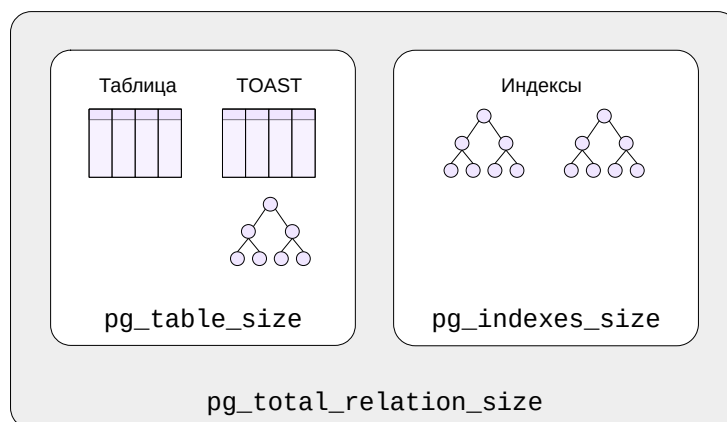 Таблица TOAST
Индексы
pg_table_size
pg_indexes_size
pg_total_relation_size